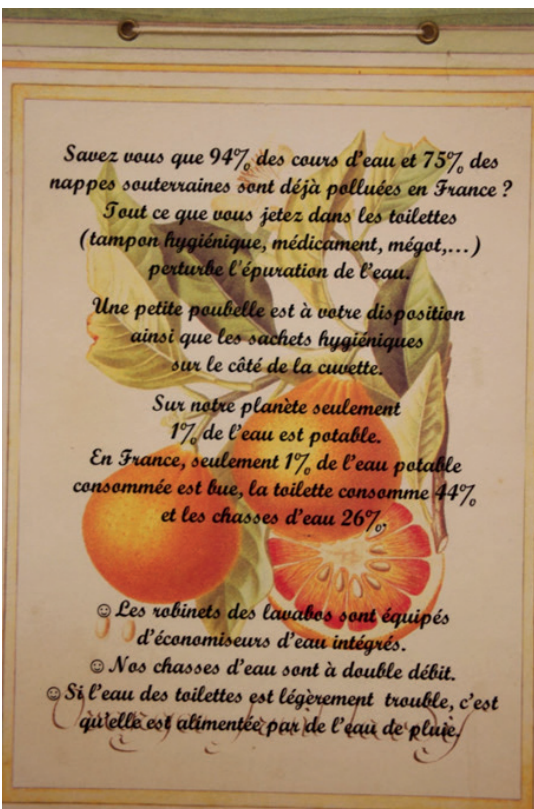 Savez vous que 94% des cours d'eau et 75% des
nappes souterraines sont déjà polluées en France ?
Tout ce que vous jetez dans les toilettes
(tampon hygiénique, médicament, mégot,...)
perturbe l'épuration de l'eau.
Une petite poubelle est à votre disposition
ainsi que les sachets hygiéniques
sur le côté de la cuvette.
Sur notre planète seulement
1% de l'eau est potable.
En France, seulement 1% de l'eau potable
consommée est bue, la toilette consomme 44%
et les chasses d'eau 26%.
☺ Les robinets des lavabos sont équipés
d'économiseurs d'eau intégrés.
☺ Nos chasses d'eau sont à double débit.
☺ Si l'eau des toilettes est légèrement trouble, c'est
qu'elle est alimentée par de l'eau de pluie.